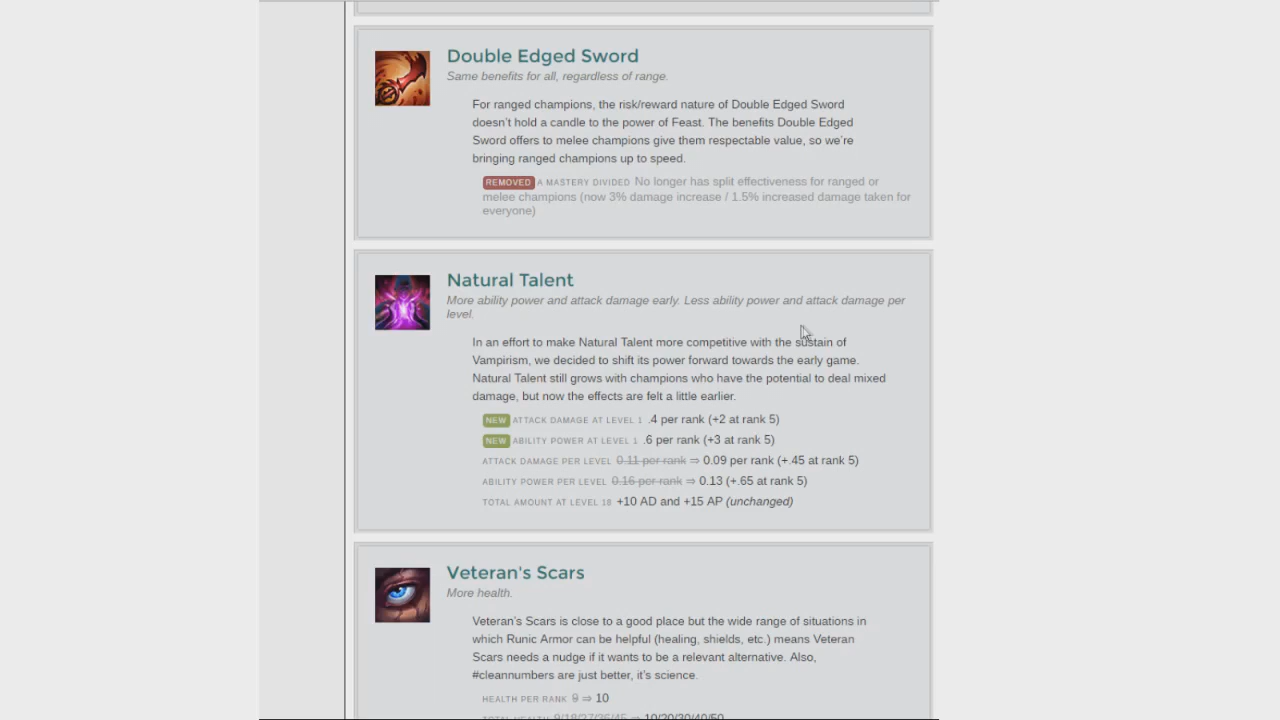 Double Edged Sword
Same benefits for all, regardless of range.
For ranged champions, the risk/reward nature of Double Edged Sword
doesn't hold a candle to the power of Feast. The benefits Double Edged
Sword offers to melee champions give them respectable value, so we're
bringing ranged champions up to speed.
REMOVED A MASTERY DIVIDED No longer has split effectiveness for ranged or
melee champions (now 3% damage increase / 1.5% increased damage taken for
everyone)
Natural Talent
More ability power and attack damage early. Less ability power and attack damage per
level.
In an effort to make Natural Talent more competitive with the sustain of
Vampirism, we decided to shift its power forward towards the early game.
Natural Talent still grows with champions who have the potential to deal mixed
damage, but now the effects are felt a little earlier.
NEW ATTACK DAMAGE AT LEVEL 1 .4 per rank (+2 at rank 5)
NEW ABILITY POWER AT LEVEL 1 .6 per rank (+3 at rank 5)
ATTACK DAMAGE PER LEVEL 0.11 per rank ⇒ 0.09 per rank (+.45 at rank 5)
ABILITY POWER PER LEVEL 0.16 per rank ⇒ 0.13 (+.65 at rank 5)
TOTAL AMOUNT AT LEVEL 18 +10 AD and +15 AP (unchanged)
Veteran's Scars
More health.
Veteran's Scars is close to a good place but the wide range of situations in
which Runic Armor can be helpful (healing, shields, etc.) means Veteran
Scars needs a nudge if it wants to be a relevant alternative. Also,
#cleannumbers are just better, it's science.
HEALTH PER RANK 9 ⇒ 10
TOTAL HEALTH 9/18/27/36/45 ⇒ 10/20/30/40/50